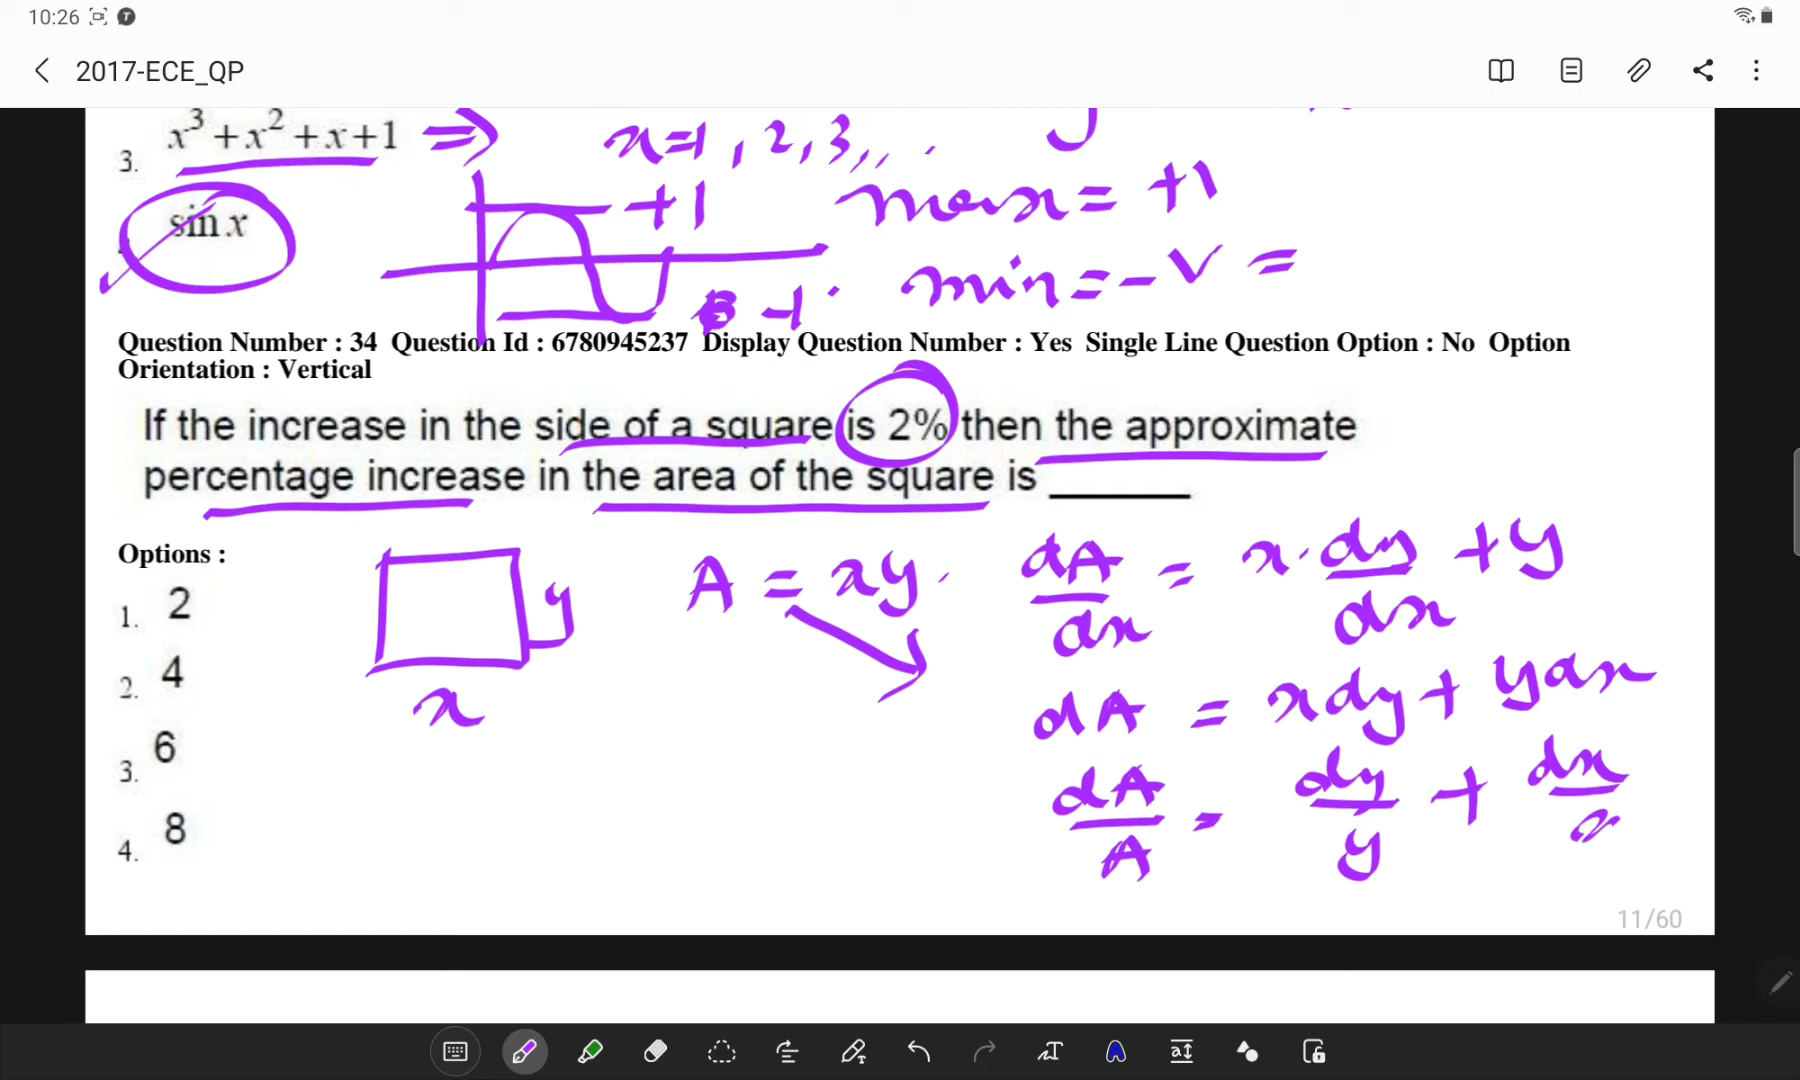 10:26
2017-ECE_QP
3. x³+x²+x+1 ⇒ x=1, 2, 3,,.
sin x +1 max = +1
-1. min = -V =
Question Number : 34 Question Id : 6780945237 Display Question Number : Yes Single Line Question Option : No Option
Orientation : Vertical
If the increase in the side of a square is 2% then the approximate
percentage increase in the area of the square is ________
Options :
1. 2
2. 4
3. 6
4. 8
x
y
A = xy.
dA/dx = x.dy/dx + y
dA = xdy + ydx
dA/A = dy/y + dx/x
11/60